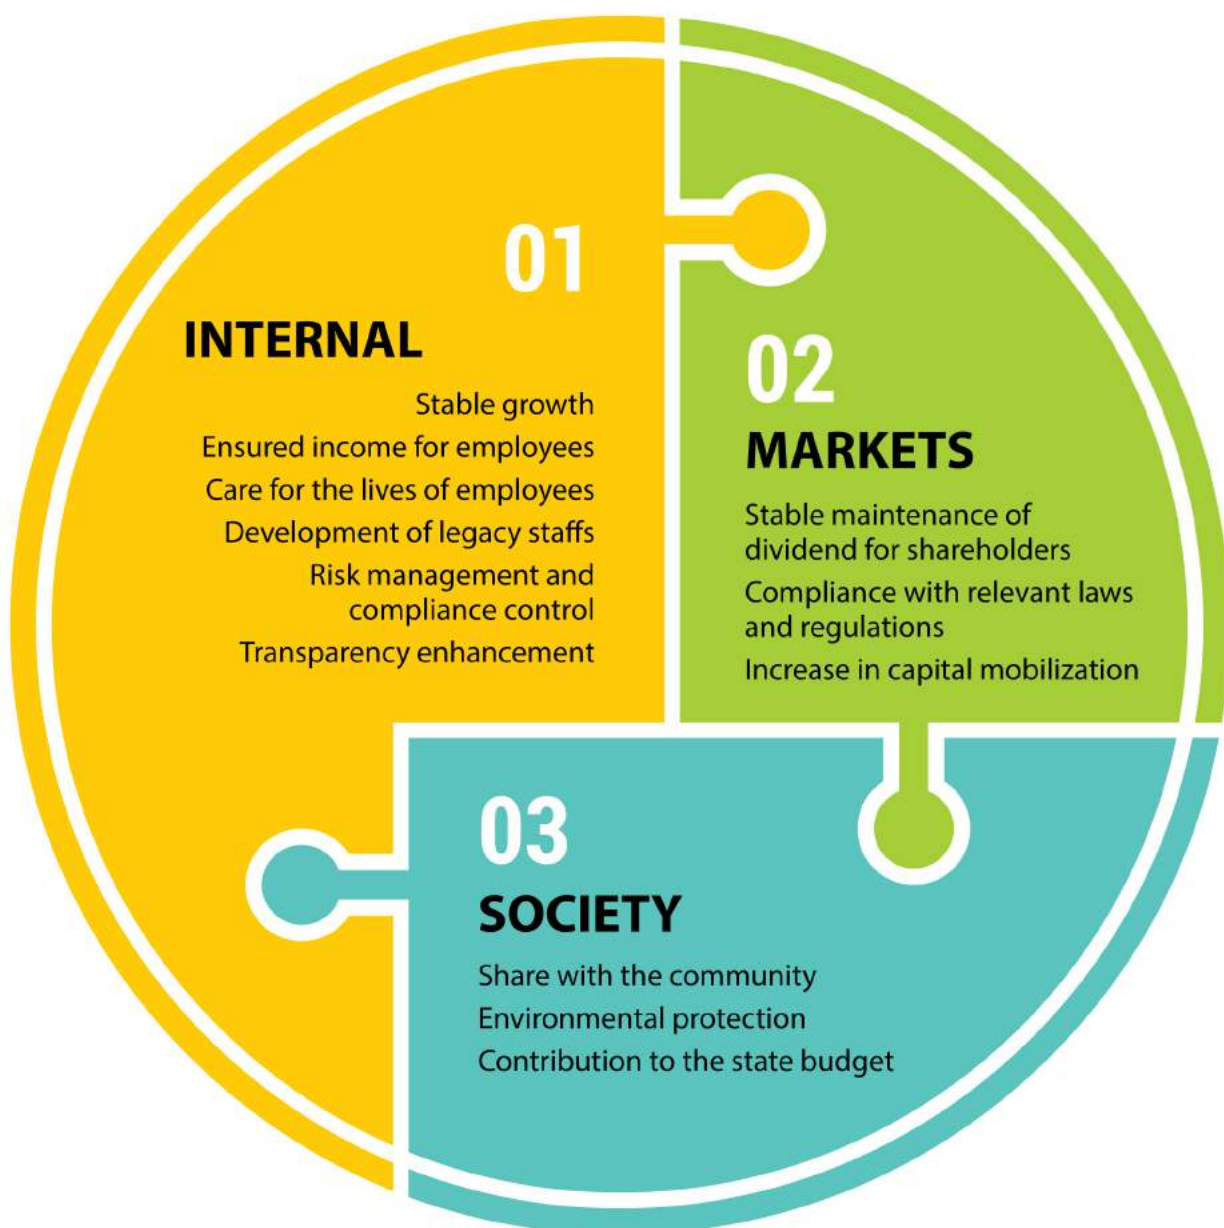 01
INTERNAL
Stable growth
Ensured income for employees
Care for the lives of employees
Development of legacy staffs
Risk management and
compliance control
Transparency enhancement
02
MARKETS
Stable maintenance of
dividend for shareholders
Compliance with relevant laws
and regulations
Increase in capital mobilization
03
SOCIETY
Share with the community
Environmental protection
Contribution to the state budget